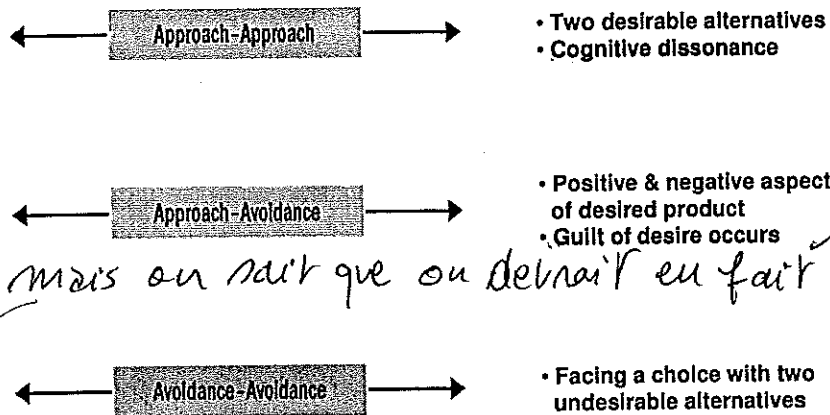 Approach-Approach
• Two desirable alternatives
• Cognitive dissonance
Approach-Avoidance
• Positive & negative aspect
of desired product
• Guilt of desire occurs
mais on sait que on devrait en fait
Avoidance-Avoidance
• Facing a choice with two
undesirable alternatives